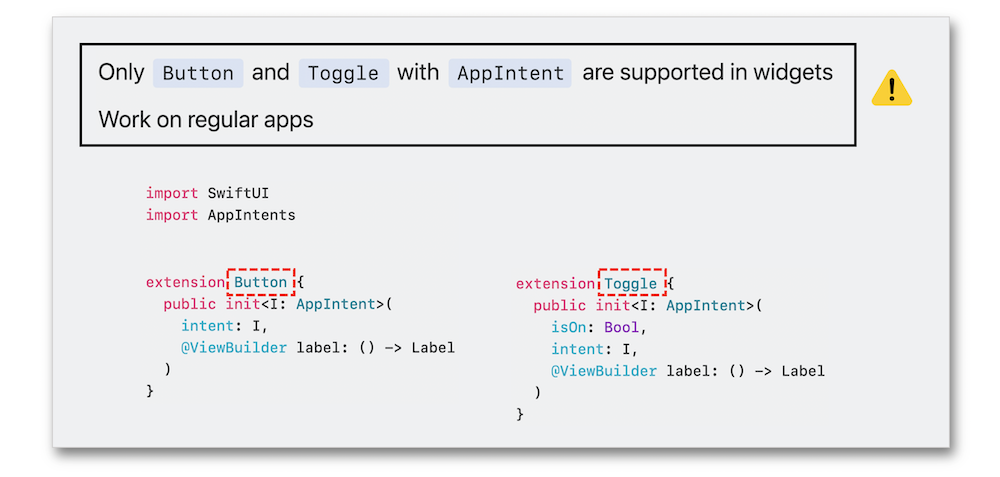 Only Button and Toggle with AppIntent are supported in widgets
Work on regular apps
import SwiftUI
import AppIntents
extension Button {
  public init<I: AppIntent>(
    intent: I,
    @ViewBuilder label: () -> Label
  )
}
extension Toggle {
  public init<I: AppIntent>(
    isOn: Bool,
    intent: I,
    @ViewBuilder label: () -> Label
  )
}